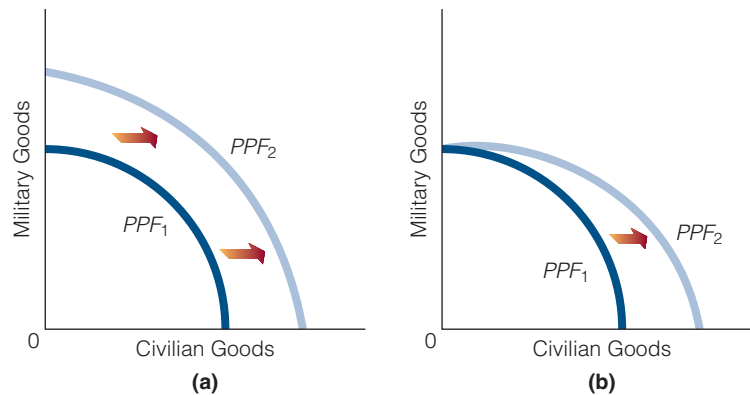 Military Goods
PPF2
PPF1
0
Civilian Goods
(a)
Military Goods
PPF2
PPF1
0
Civilian Goods
(b)